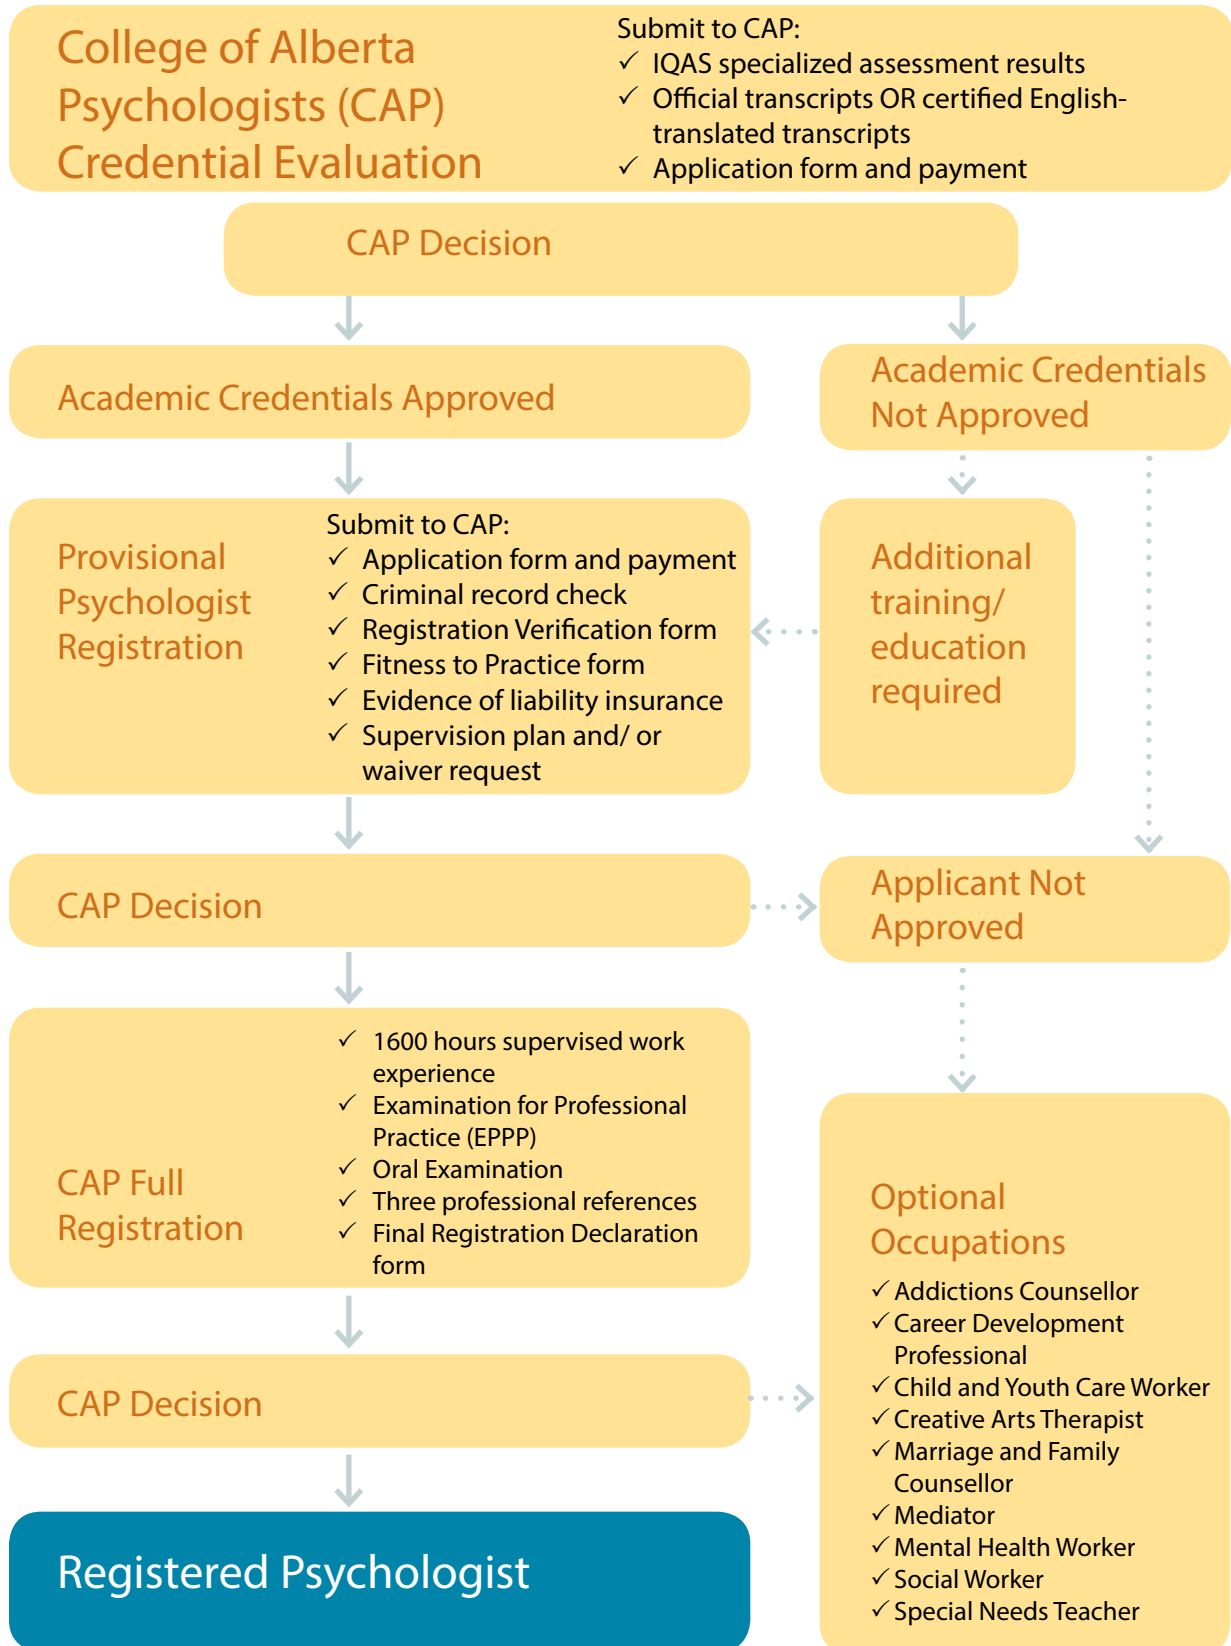 College of Alberta
Psychologists (CAP)
Credential Evaluation
Submit to CAP:
✓ IQAS specialized assessment results
✓ Official transcripts OR certified English-
translated transcripts
✓ Application form and payment
CAP Decision
Academic Credentials Approved
Academic Credentials
Not Approved
Provisional
Psychologist
Registration
Submit to CAP:
✓ Application form and payment
✓ Criminal record check
✓ Registration Verification form
✓ Fitness to Practice form
✓ Evidence of liability insurance
✓ Supervision plan and/ or
waiver request
Additional
training/
education
required
CAP Decision
Applicant Not
Approved
CAP Full
Registration
✓ 1600 hours supervised work
experience
✓ Examination for Professional
Practice (EPPP)
✓ Oral Examination
✓ Three professional references
✓ Final Registration Declaration
form
Optional
Occupations
✓ Addictions Counsellor
✓ Career Development
Professional
✓ Child and Youth Care Worker
✓ Creative Arts Therapist
✓ Marriage and Family
Counsellor
✓ Mediator
✓ Mental Health Worker
✓ Social Worker
✓ Special Needs Teacher
CAP Decision
Registered Psychologist